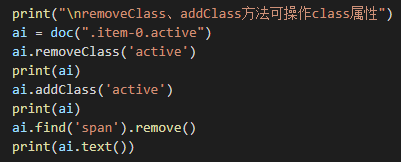 print("\nremoveClass、addClass方法可操作class属性")
ai = doc(".item-0.active")
ai.removeClass('active')
print(ai)
ai.addClass('active')
print(ai)
ai.find('span').remove()
print(ai.text())